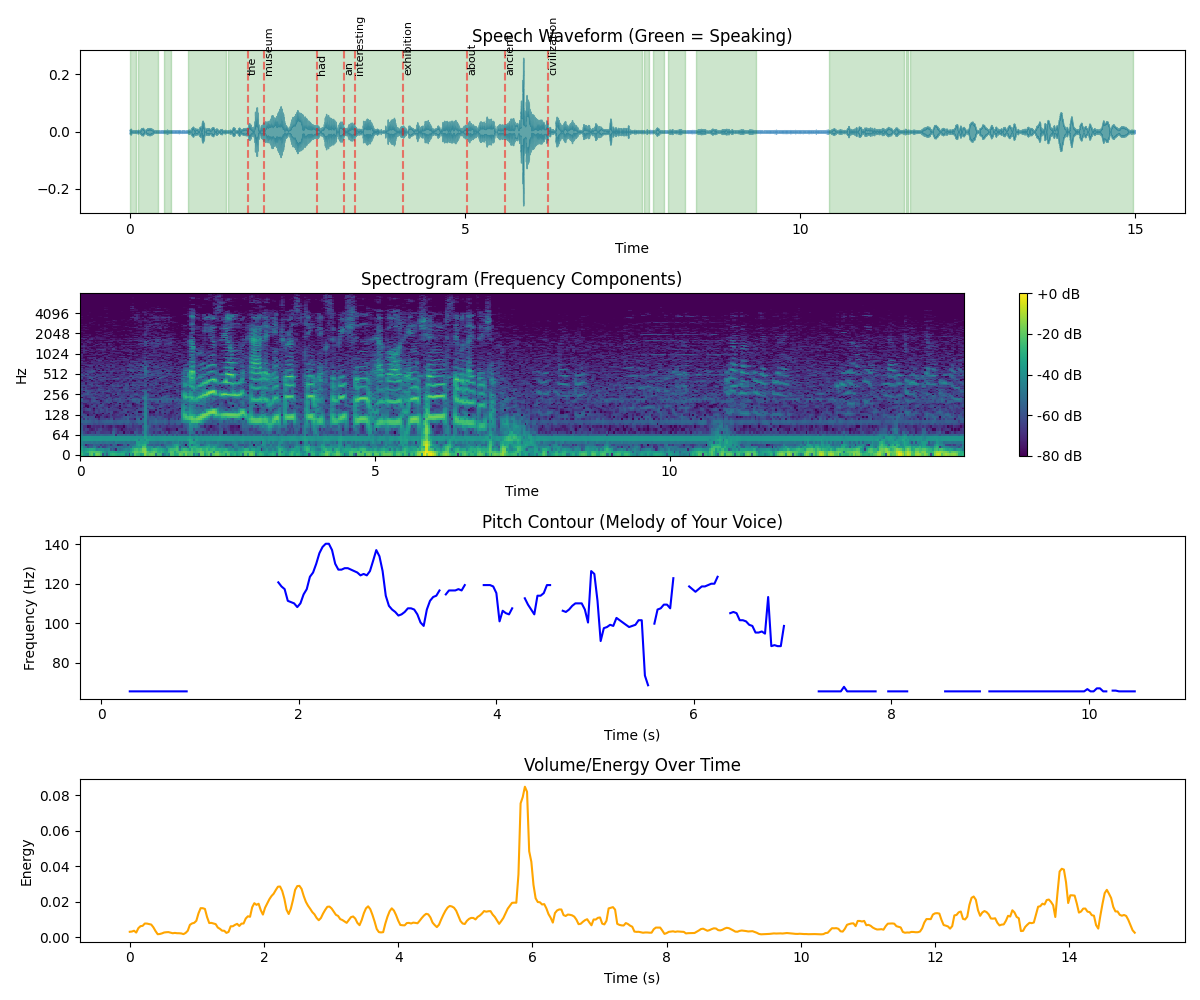 Speech Waveform (Green = Speaking)
the museum had an interesting exhibition about ancient civilization
0.2
0.0
−0.2
0 5 10 15
Time
Spectrogram (Frequency Components)
Hz
4096
2048
1024
512
256
128
64
0
0 5 10
Time
+0 dB
-20 dB
-40 dB
-60 dB
-80 dB
Pitch Contour (Melody of Your Voice)
Frequency (Hz)
140
120
100
80
0 2 4 6 8 10
Time (s)
Volume/Energy Over Time
Energy
0.08
0.06
0.04
0.02
0.00
0 2 4 6 8 10 12 14
Time (s)